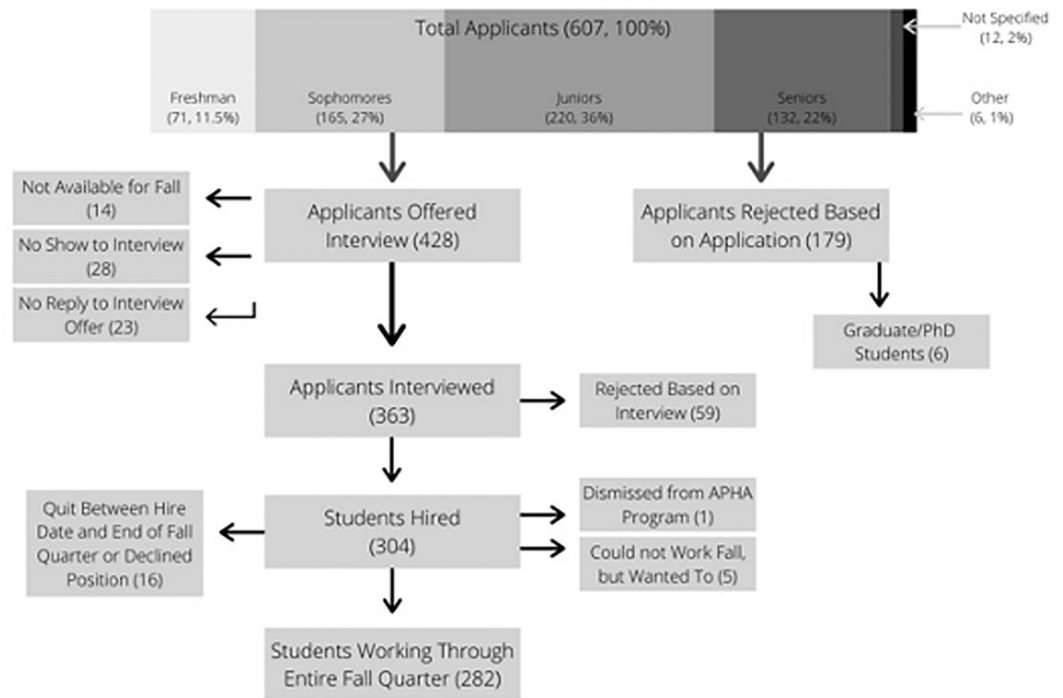 Total Applicants (607, 100%)
Not Specified
(12, 2%)
Freshman
(71, 11.5%)
Sophomores
(165, 27%)
Juniors
(220, 36%)
Seniors
(132, 22%)
Other
(6, 1%)
Not Available for Fall
(14)
No Show to Interview
(28)
No Reply to Interview
Offer (23)
Applicants Offered
Interview (428)
Applicants Rejected Based
on Application (179)
Graduate/PhD
Students (6)
Applicants Interviewed
(363)
Rejected Based on
Interview (59)
Quit Between Hire
Date and End of Fall
Quarter or Declined
Position (16)
Students Hired
(304)
Dismissed from APHA
Program (1)
Could not Work Fall,
but Wanted To (5)
Students Working Through
Entire Fall Quarter (282)